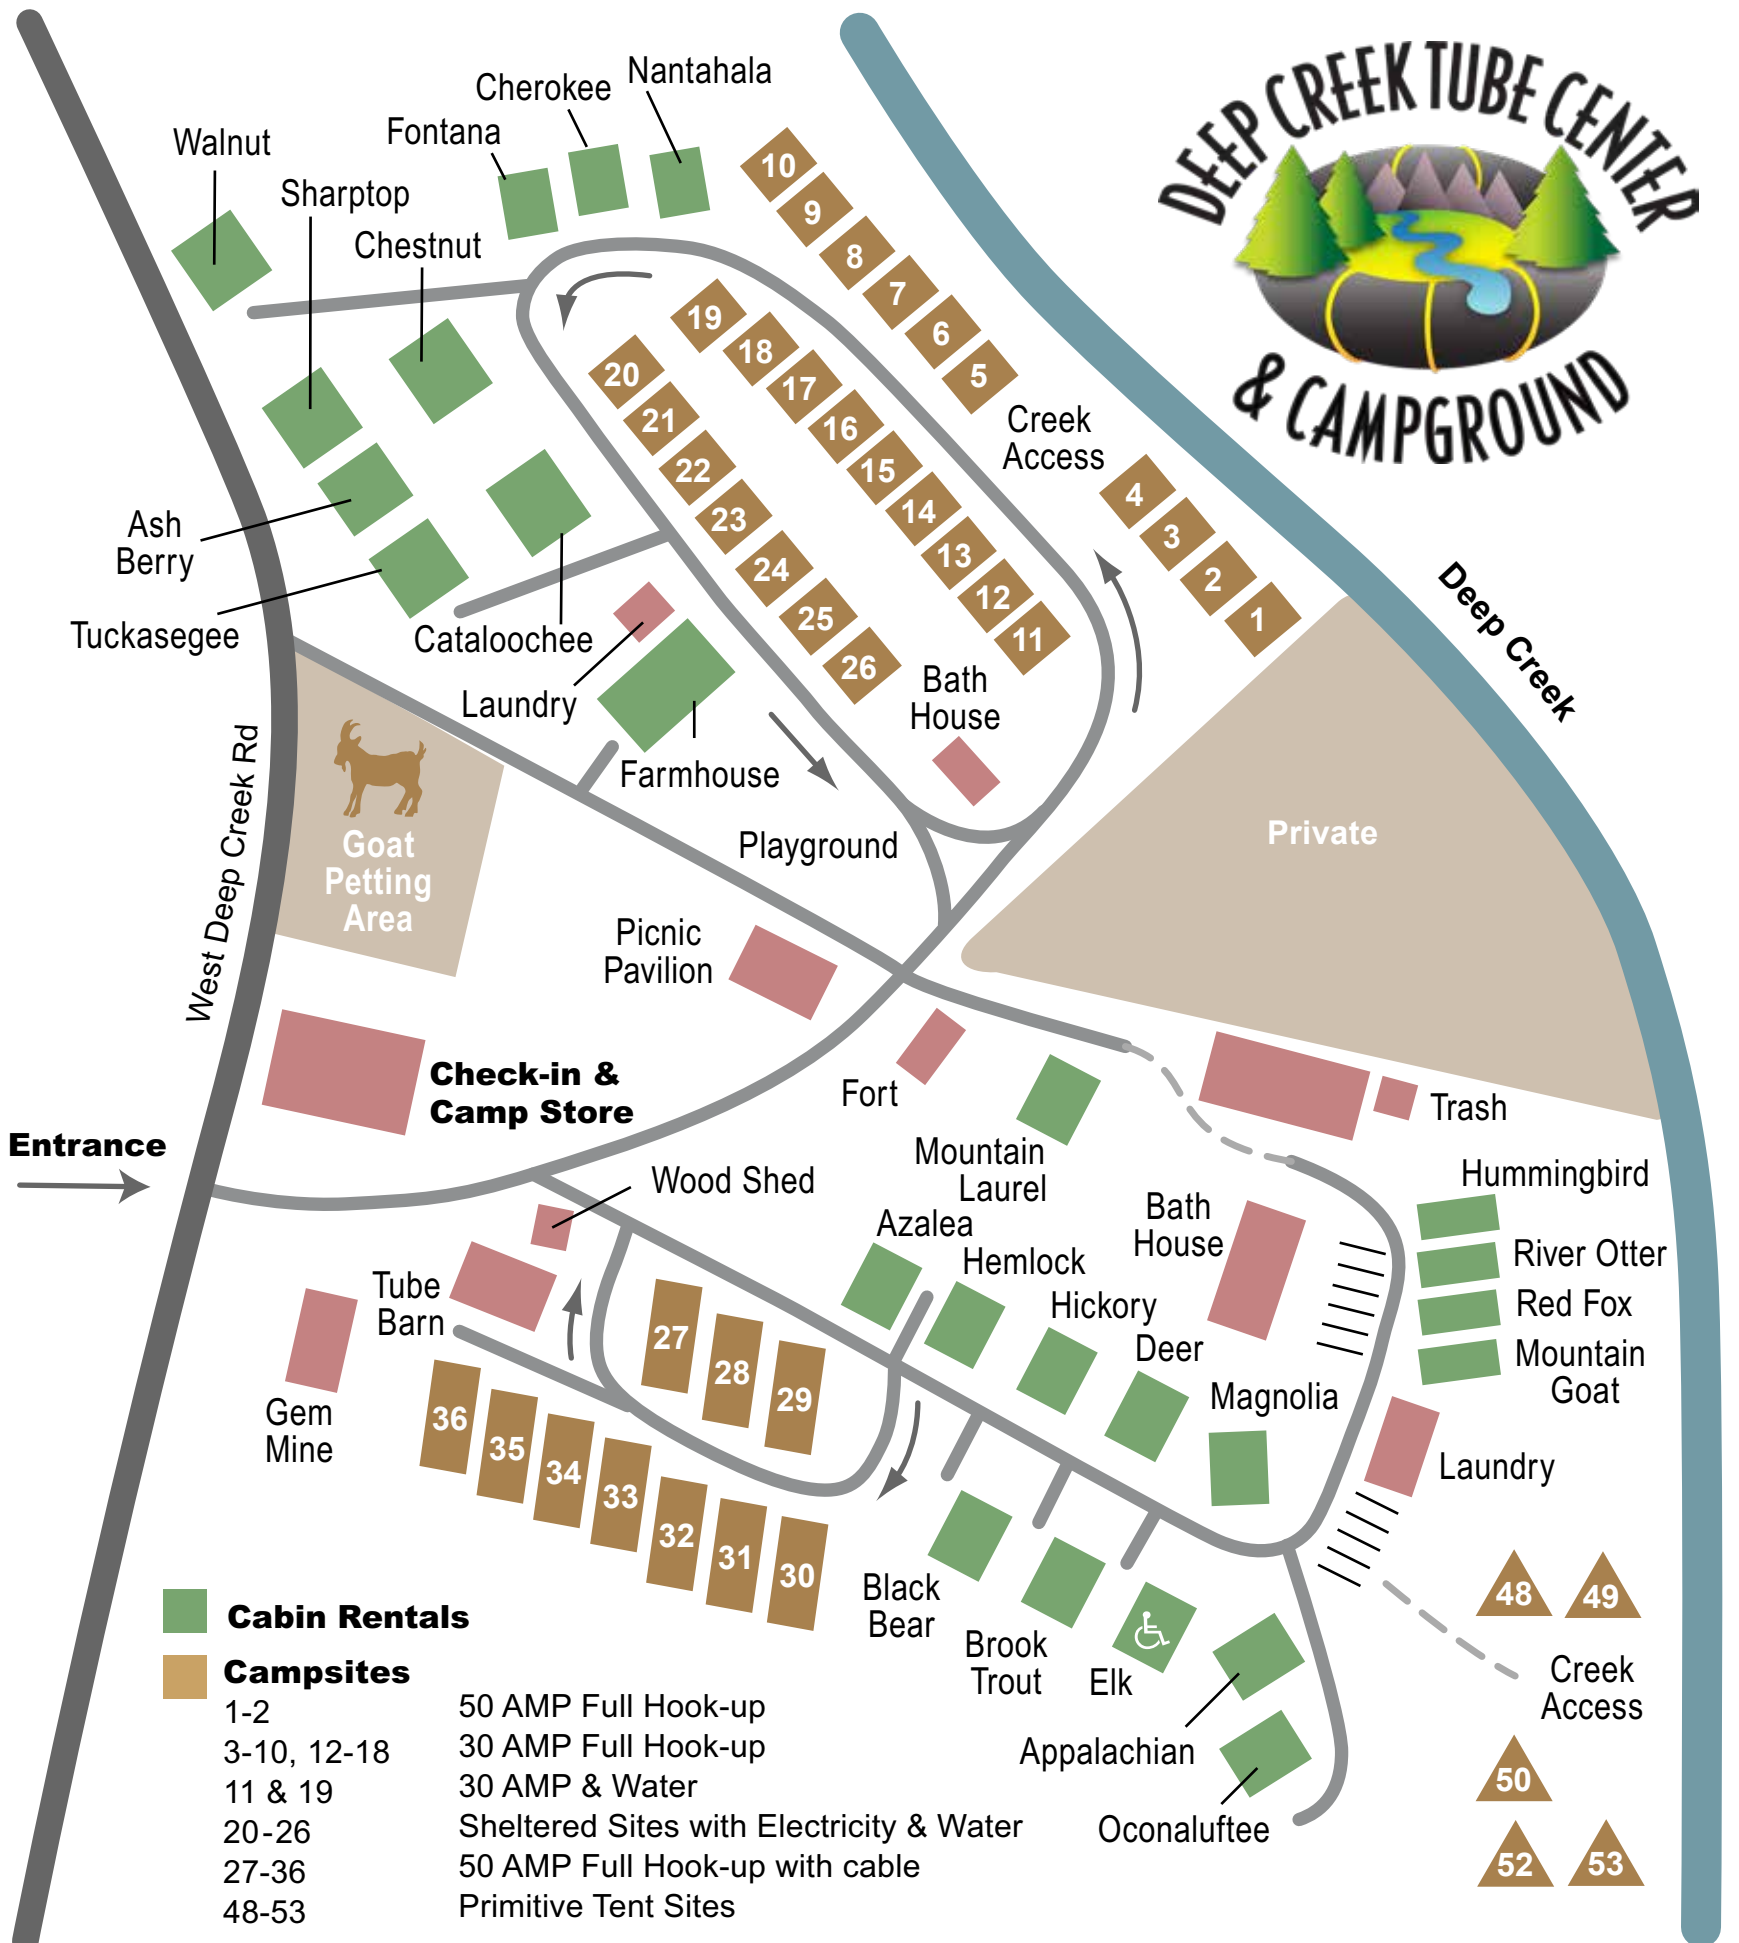 DEEP CREEK TUBE CENTER
& CAMPGROUND
Nantahala
Cherokee
Fontana
Walnut
Sharptop
Chestnut
10
9
8
7
6
5
19
18
17
16
15
14
13
12
11
20
21
22
23
24
25
26
Creek
Access
4
3
2
1
Ash
Berry
Tuckasegee
Cataloochee
Laundry
Farmhouse
Bath
House
Deep Creek
West Deep Creek Rd
Goat
Petting
Area
Playground
Private
Picnic
Pavilion
Check-in &
Camp Store
Fort
Trash
Entrance
Mountain
Laurel
Wood Shed
Azalea
Hemlock
Hickory
Deer
Magnolia
Bath
House
Hummingbird
River Otter
Red Fox
Mountain
Goat
Tube
Barn
Gem
Mine
27
28
29
36
35
34
33
32
31
30
Laundry
Black
Bear
Brook
Trout
Elk
Appalachian
Oconaluftee
48
49
Creek
Access
50
52
53
Cabin Rentals
Campsites
1-2 50 AMP Full Hook-up
3-10, 12-18 30 AMP Full Hook-up
11 & 19 30 AMP & Water
20-26 Sheltered Sites with Electricity & Water
27-36 50 AMP Full Hook-up with cable
48-53 Primitive Tent Sites